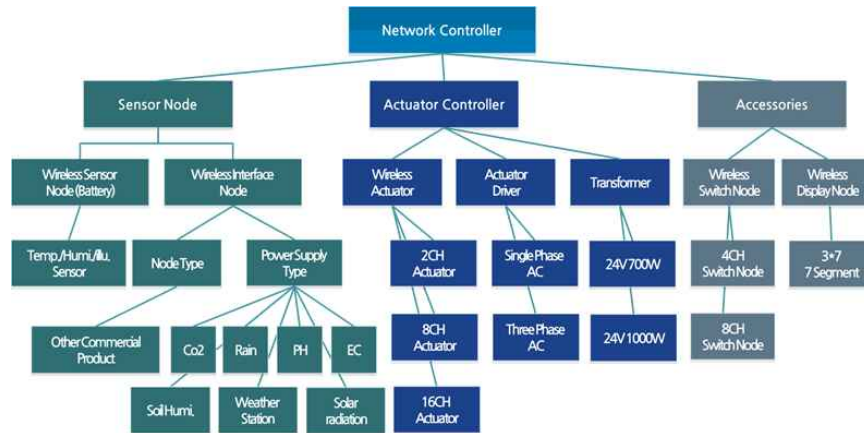 Network Controller
Sensor Node
Actuator Controller
Accessories
Wireless Sensor
Node (Battery)
Wireless Interface
Node
Wireless
Actuator
Actuator
Driver
Transformer
Wireless
Switch Node
Wireless
Display Node
Temp./Humi./Illu.
Sensor
Node Type
Power Supply
Type
2CH
Actuator
Single Phase
AC
24V 700W
4CH
Switch Node
3*7
7 Segment
Other Commercial
Product
Co2
Rain
PH
EC
8CH
Actuator
Three Phase
AC
24V 1000W
8CH
Switch Node
Soil Humi.
Weather
Station
Solar
radiation
16CH
Actuator